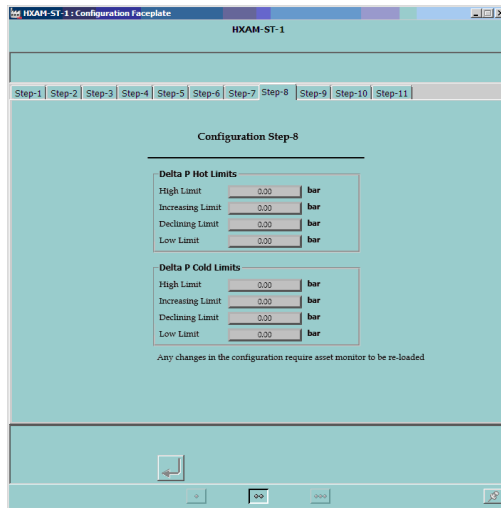 HXAM-ST-1 : Configuration Faceplate
HXAM-ST-1
Step-1 Step-2 Step-3 Step-4 Step-5 Step-6 Step-7 Step-8 Step-9 Step-10 Step-11
Configuration Step-8
Delta P Hot Limits
High Limit 0.00 bar
Increasing Limit 0.00 bar
Declining Limit 0.00 bar
Low Limit 0.00 bar
Delta P Cold Limits
High Limit 0.00 bar
Increasing Limit 0.00 bar
Declining Limit 0.00 bar
Low Limit 0.00 bar
Any changes in the configuration require asset monitor to be re-loaded